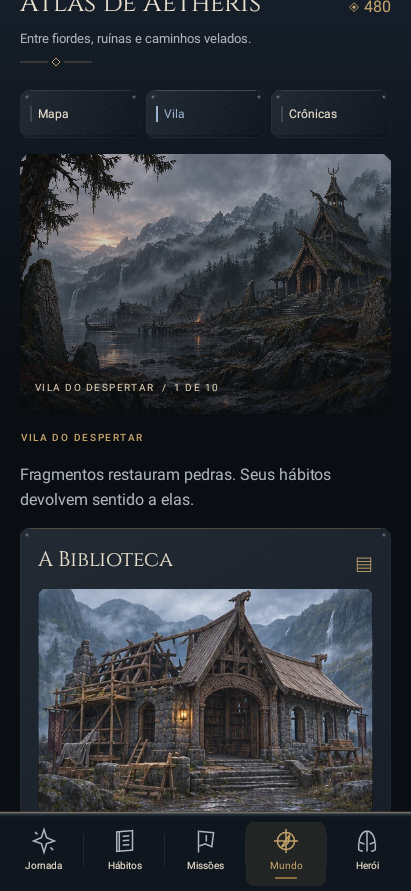 ATLAS DE AETHERIS
480
Entre fiordes, ruínas e caminhos velados.
Mapa
Vila
Crônicas
VILA DO DESPERTAR / 1 DE 10
VILA DO DESPERTAR
Fragmentos restauram pedras. Seus hábitos
devolvem sentido a elas.
A BIBLIOTECA
Jornada
Hábitos
Missões
Mundo
Herói